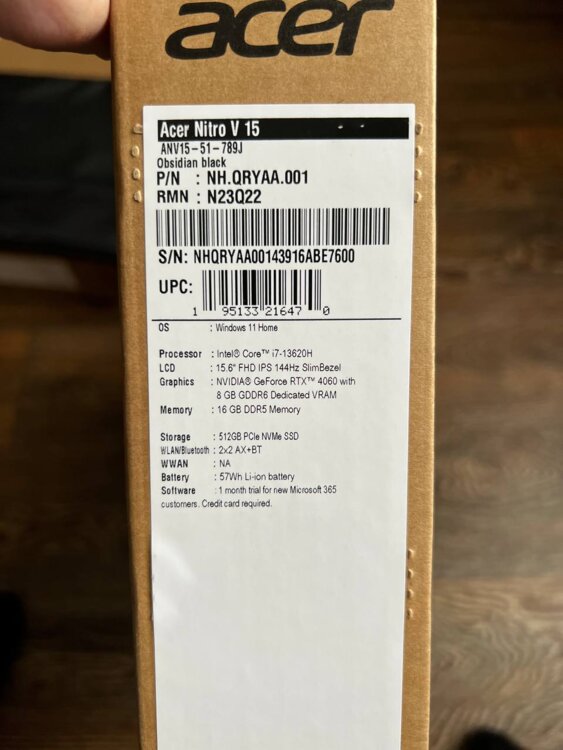 acer
Acer Nitro V 15
ANV15-51-789J
Obsidian black
P/N : NH.QRYAA.001
RMN : N23Q22
S/N: NHQRYAA00143916ABE7600
UPC:
1 95133 21647 0
OS : Windows 11 Home
Processor : Intel® Core™ i7-13620H
LCD : 15.6" FHD IPS 144Hz SlimBezel
Graphics : NVIDIA® GeForce RTX™ 4060 with
8 GB GDDR6 Dedicated VRAM
Memory : 16 GB DDR5 Memory
Storage : 512GB PCIe NVMe SSD
WLAN/Bluetooth : 2x2 AX+BT
WWAN : NA
Battery : 57Wh Li-ion battery
Software : 1 month trial for new Microsoft 365
customers. Credit card required.